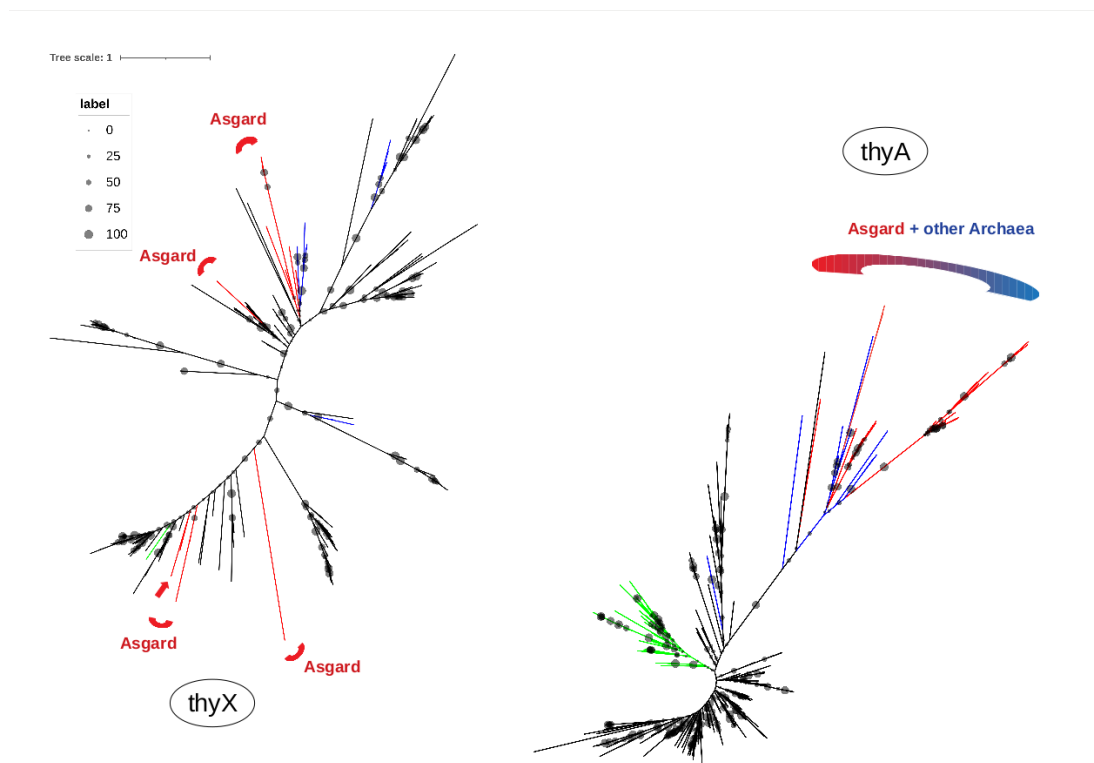 Tree scale: 1
label
0
25
50
75
100
Asgard
Asgard
Asgard
Asgard
thyX
thyA
Asgard + other Archaea